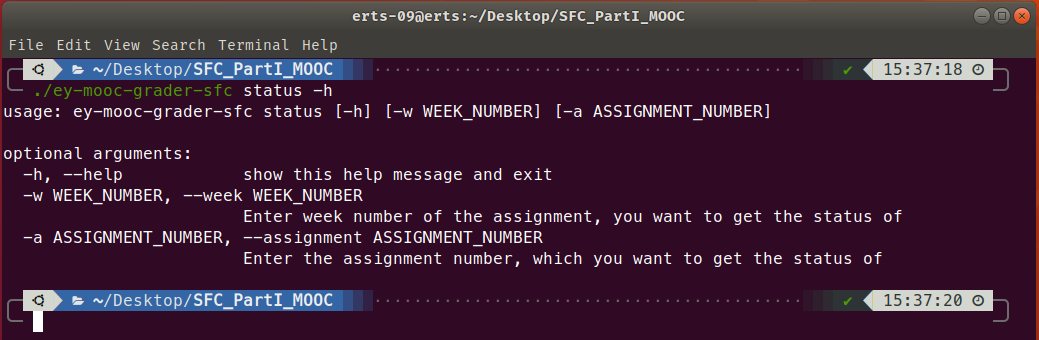 erts-09@erts:~/Desktop/SFC_PartI_MOOC
File Edit View Search Terminal Help
~/Desktop/SFC_PartI_MOOC ✔ 15:37:18
./ey-mooc-grader-sfc status -h
usage: ey-mooc-grader-sfc status [-h] [-w WEEK_NUMBER] [-a ASSIGNMENT_NUMBER]
optional arguments:
-h, --help show this help message and exit
-w WEEK_NUMBER, --week WEEK_NUMBER
Enter week number of the assignment, you want to get the status of
-a ASSIGNMENT_NUMBER, --assignment ASSIGNMENT_NUMBER
Enter the assignment number, which you want to get the status of
~/Desktop/SFC_PartI_MOOC ✔ 15:37:20